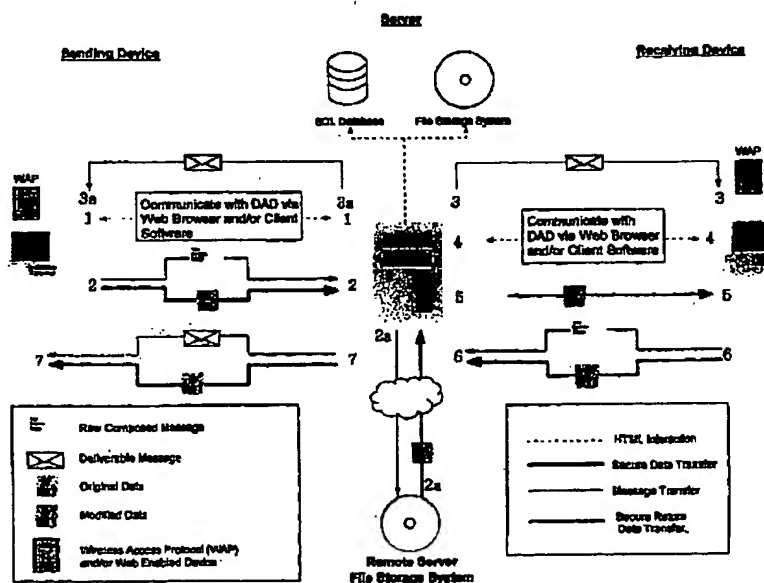 Server
Sending Device
Receiving Device
SQL Database
File Storage System
WAP
WAP
3a
3a
3
3
1
Communicate with
DAD via
Web Browser
and/or Client
Software
1
4
Communicate with
DAD via Web Browser
and/or Client Software
4
2
2
5
5
7
7
2a
6
6
2a
Raw Composed Message
Deliverable Message
Original Data
Modified Data
Wireless Access Protocol (WAP)
and/or Web Enabled Device
HTML Interaction
Secure Data Transfer
Message Transfer
Secure Return
Data Transfer
Remote Server
File Storage System